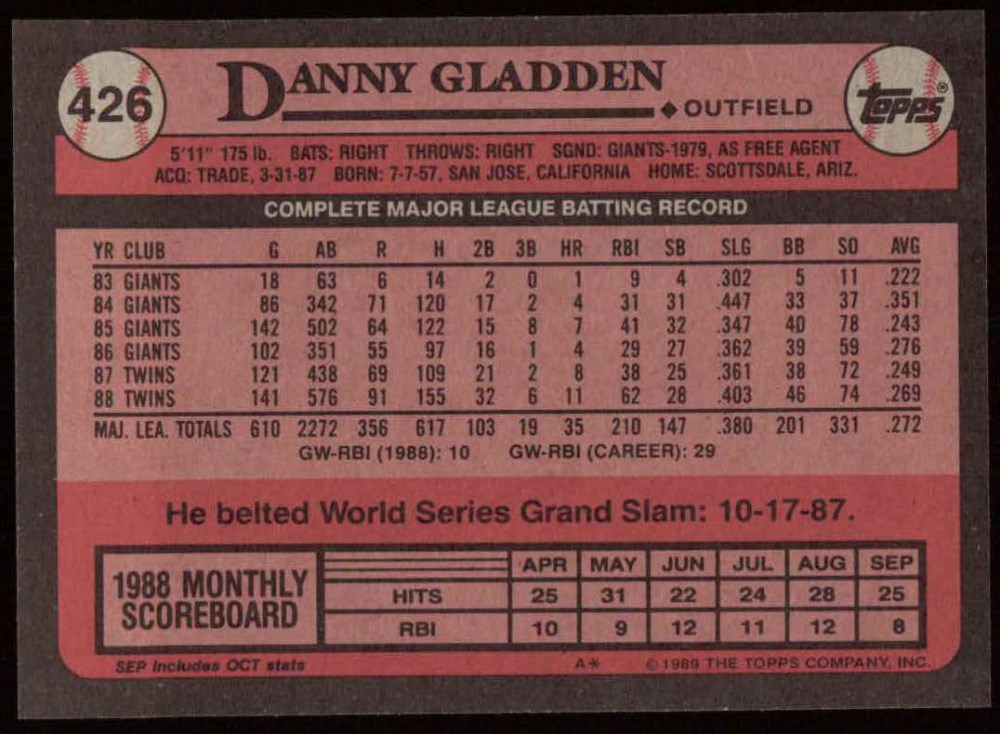 426
DANNY GLADDEN
◆ OUTFIELD
topps®
5'11" 175 lb. BATS: RIGHT THROWS: RIGHT SGND: GIANTS-1979, AS FREE AGENT
ACQ: TRADE, 3-31-87 BORN: 7-7-57, SAN JOSE, CALIFORNIA HOME: SCOTTSDALE, ARIZ.
COMPLETE MAJOR LEAGUE BATTING RECORD
YR CLUB G AB R H 2B 3B HR RBI SB SLG BB SO AVG
83 GIANTS 18 63 6 14 2 0 1 9 4 .302 5 11 .222
84 GIANTS 86 342 71 120 17 2 4 31 31 .447 33 37 .351
85 GIANTS 142 502 64 122 15 8 7 41 32 .347 40 78 .243
86 GIANTS 102 351 55 97 16 1 4 29 27 .362 39 59 .276
87 TWINS 121 438 69 109 21 2 8 38 25 .361 38 72 .249
88 TWINS 141 576 91 155 32 6 11 62 28 .403 46 74 .269
MAJ. LEA. TOTALS 610 2272 356 617 103 19 35 210 147 .380 201 331 .272
GW-RBI (1988): 10 GW-RBI (CAREER): 29
He belted World Series Grand Slam: 10-17-87.
1988 MONTHLY
SCOREBOARD
APR MAY JUN JUL AUG SEP
HITS 25 31 22 24 28 25
RBI 10 9 12 11 12 8
SEP Includes OCT stats
A* © 1989 THE TOPPS COMPANY, INC.